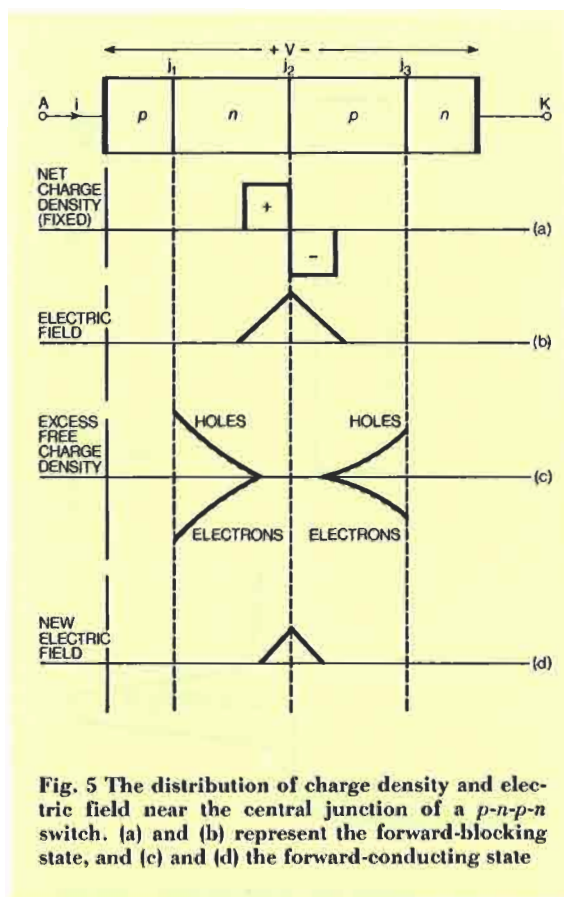 + V -
j1 j2 j3
A i p n p n K
NET
CHARGE
DENSITY
(FIXED)
+
(a)
-
ELECTRIC
FIELD
(b)
EXCESS
FREE
CHARGE
DENSITY
HOLES HOLES
(c)
ELECTRONS ELECTRONS
NEW
ELECTRIC
FIELD
(d)
Fig. 5 The distribution of charge density and elec-
tric field near the central junction of a p-n-p-n
switch. (a) and (b) represent the forward-blocking
state, and (c) and (d) the forward-conducting state